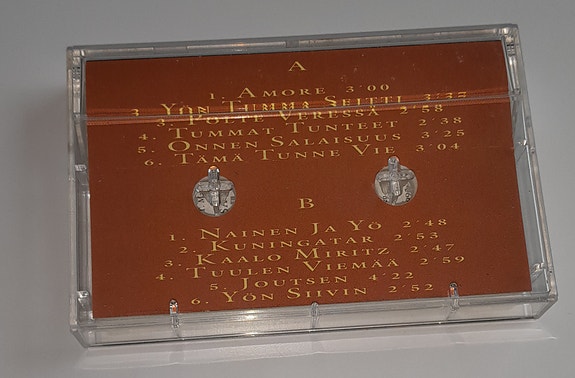 A
1. Amore 3'00
2. Yön Tumma Seitti 3'37
3. Polte Veressä 2'58
4. Tummat Tunteet 2'38
5. Onnen Salaisuus 3'25
6. Tämä Tunne Vie 3'04
B
1. Nainen Ja Yö 2'48
2. Kuningatar 2'53
3. Kaalo Miritz 2'47
4. Tuulen Viemää 2'59
5. Joutsen 4'22
6. Yön Siivin 2'52